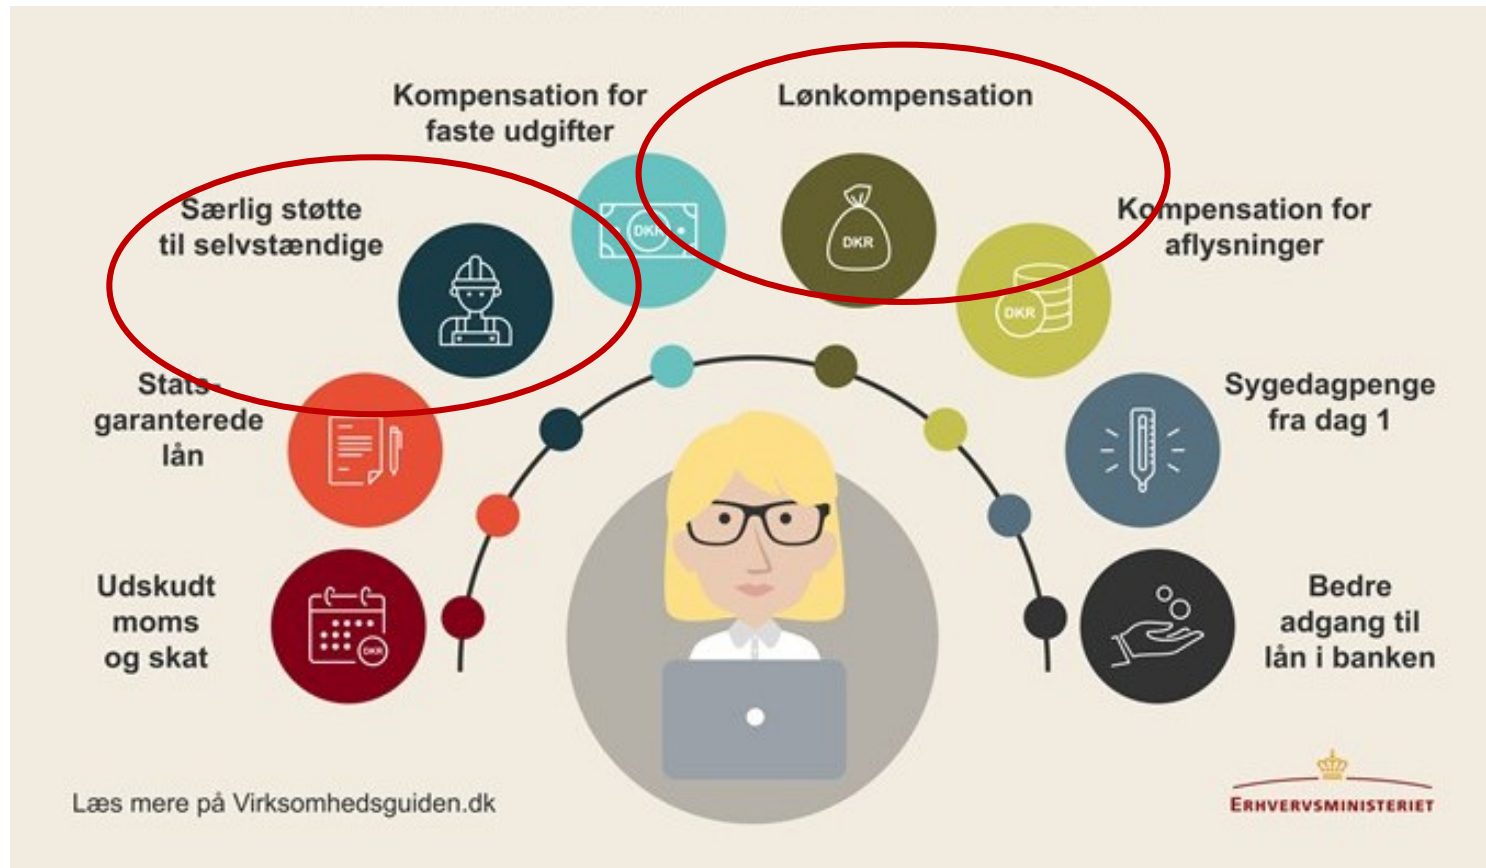 Kompensation for
faste udgifter
Lønkompensation
Særlig støtte
til selvstændige
DKR
DKR
Kompensation for
aflysninger
DKR
Stats-
garanterede
lån
Sygedagpenge
fra dag 1
Udskudt
moms
og skat
DKR
Bedre
adgang til
lån i banken
Læs mere på Virksomhedsguiden.dk
ERHVERVSMINISTERIET